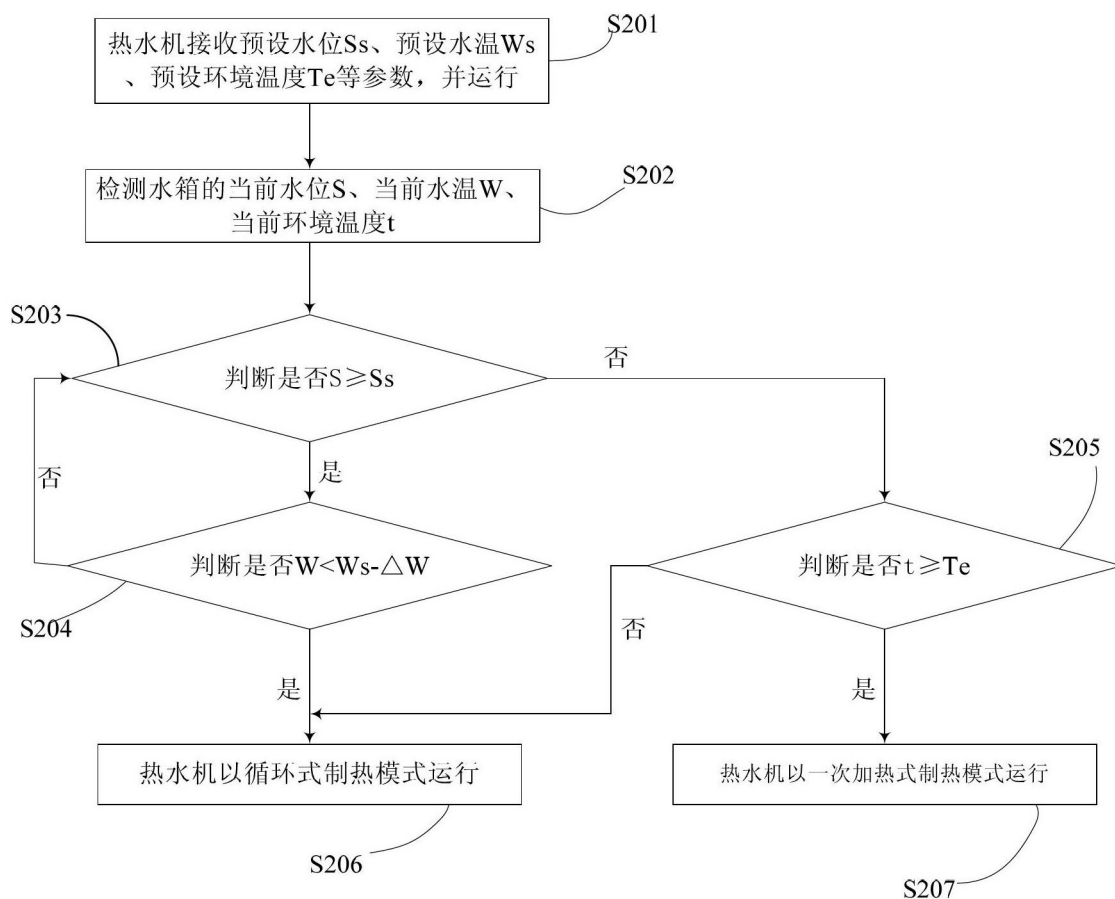 热水机接收预设水位Ss、预设水温Ws
、预设环境温度Te等参数，并运行
S201
检测水箱的当前水位S、当前水温W、
当前环境温度t
S202
S203
判断是否S≥Ss
否
是
否
S205
判断是否W<Ws-△W
判断是否t≥Te
S204
否
是
是
热水机以循环式制热模式运行
热水机以一次加热式制热模式运行
S206
S207